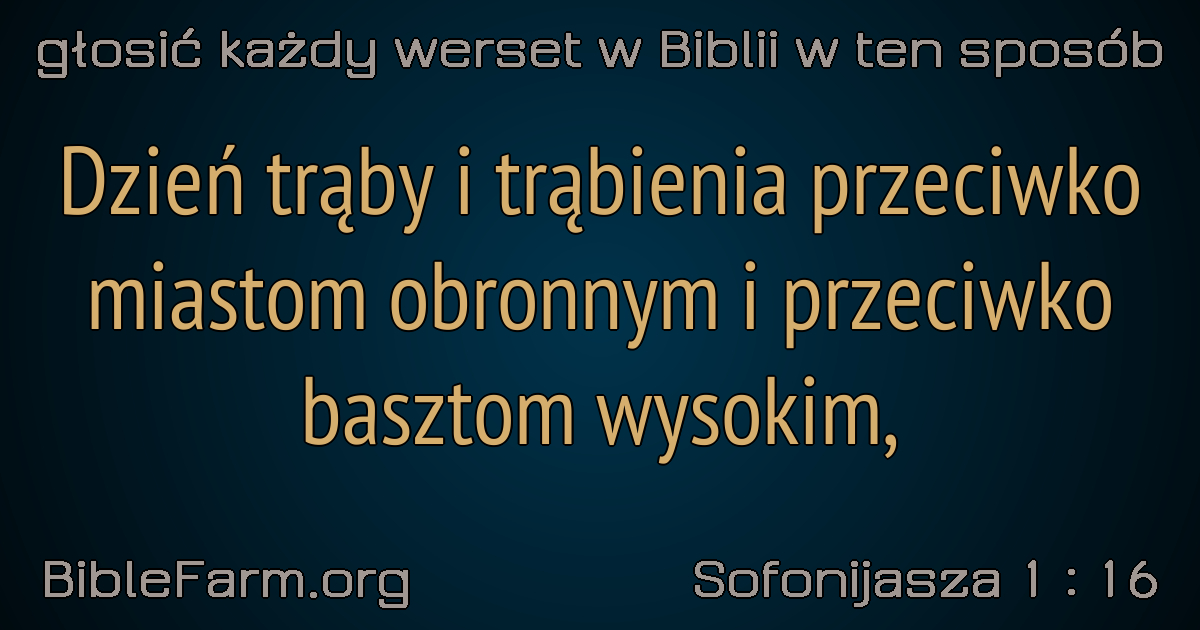 głosić każdy werset w Biblii w ten sposób
Dzień trąby i trąbienia przeciwko
miastom obronnym i przeciwko
basztom wysokim,
BibleFarm.org
Sofonijasza 1 : 16